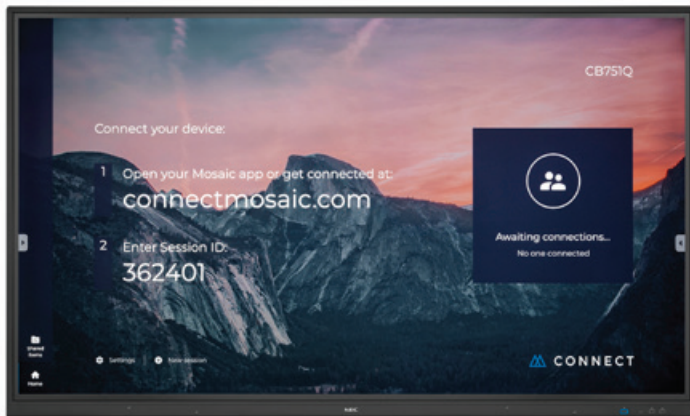 CB751Q
Connect your device:
1 Open your Mosaic app or get connected at:
connectmosaic.com
2 Enter Session ID:
362401
Awaiting connections...
No one connected
Shared
Items
Home
Settings
New session
CONNECT
NEC